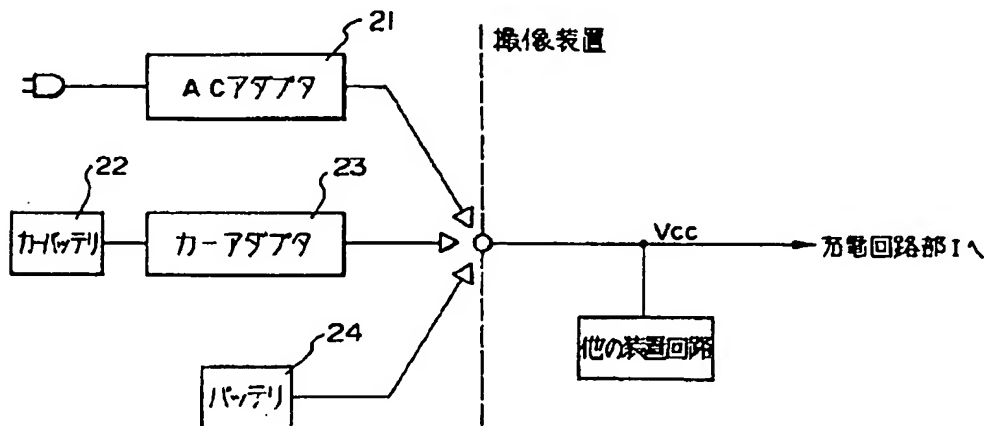 21
撮像装置
ACアダプタ
22
23
カーバッテリ
カーアダプタ
Vcc
充電回路部Iへ
24
バッテリ
他の装置回路